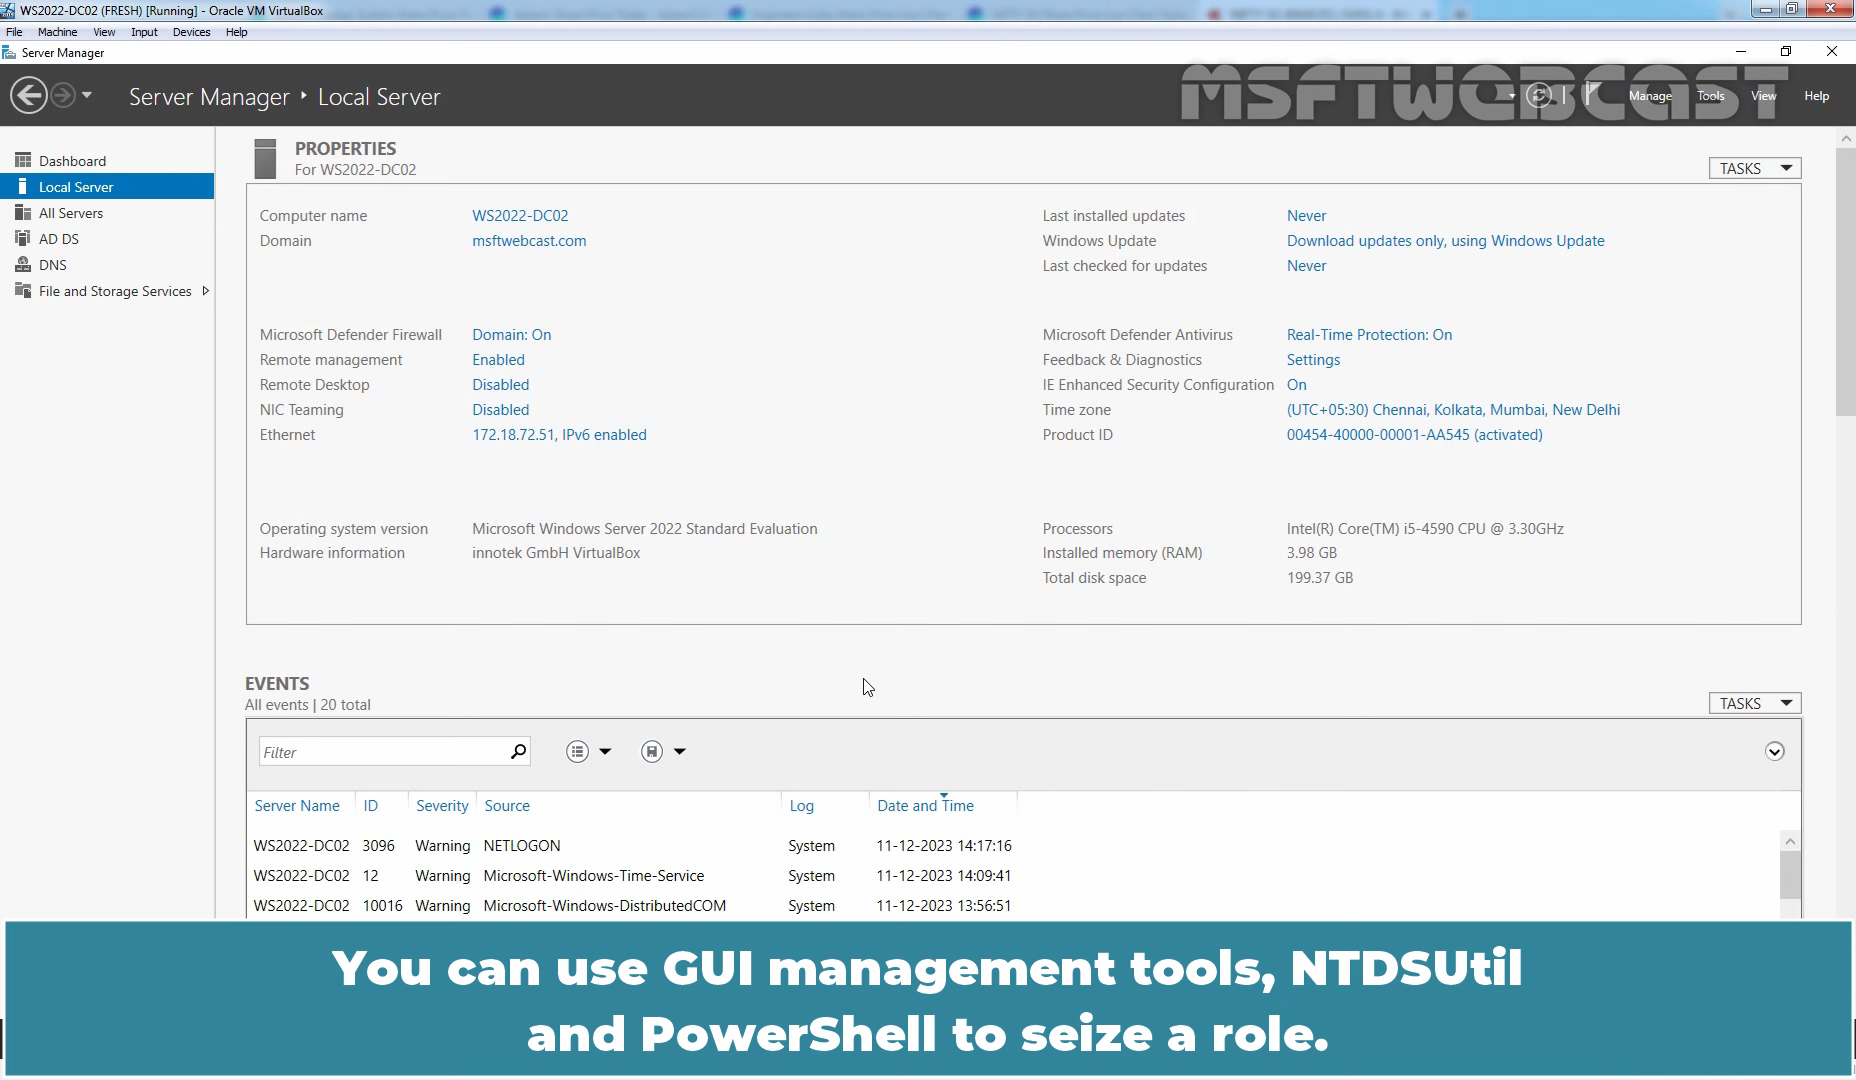 WS2022-DC02 (FRESH) [Running] - Oracle VM VirtualBox
File Machine View Input Devices Help
Server Manager
Server Manager ‣ Local Server
MSFTWEBCAST
Manage Tools View Help
Dashboard
Local Server
All Servers
AD DS
DNS
File and Storage Services
PROPERTIES
For WS2022-DC02
TASKS
Computer name WS2022-DC02
Domain msftwebcast.com
Last installed updates Never
Windows Update Download updates only, using Windows Update
Last checked for updates Never
Microsoft Defender Firewall Domain: On
Remote management Enabled
Remote Desktop Disabled
NIC Teaming Disabled
Ethernet 172.18.72.51, IPv6 enabled
Microsoft Defender Antivirus Real-Time Protection: On
Feedback & Diagnostics Settings
IE Enhanced Security Configuration On
Time zone (UTC+05:30) Chennai, Kolkata, Mumbai, New Delhi
Product ID 00454-40000-00001-AA545 (activated)
Operating system version Microsoft Windows Server 2022 Standard Evaluation
Hardware information innotek GmbH VirtualBox
Processors Intel(R) Core(TM) i5-4590 CPU @ 3.30GHz
Installed memory (RAM) 3.98 GB
Total disk space 199.37 GB
EVENTS
All events | 20 total
TASKS
Filter
Server Name ID Severity Source Log Date and Time
WS2022-DC02 3096 Warning NETLOGON System 11-12-2023 14:17:16
WS2022-DC02 12 Warning Microsoft-Windows-Time-Service System 11-12-2023 14:09:41
WS2022-DC02 10016 Warning Microsoft-Windows-DistributedCOM System 11-12-2023 13:56:51
You can use GUI management tools, NTDSUtil
and PowerShell to seize a role.